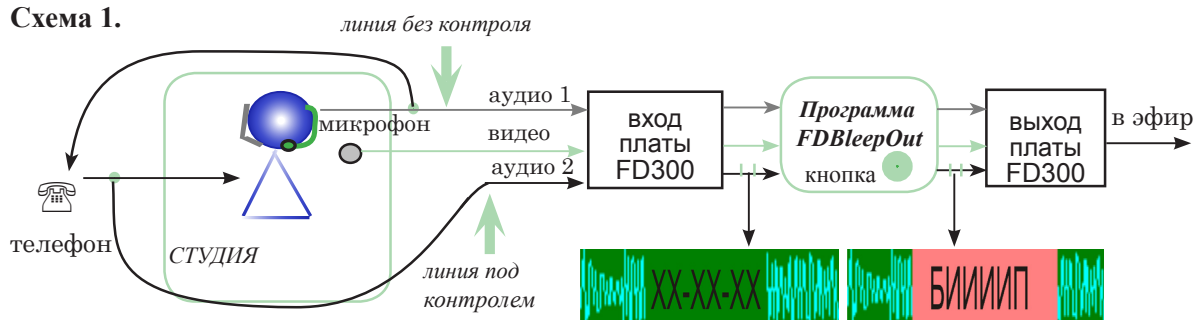 Схема 1.
линия без контроля
аудио 1
микрофон
видео
аудио 2
телефон
СТУДИЯ
линия под
контролем
вход
платы
FD300
Программа
FDBleepOut
кнопка
выход
платы
FD300
в эфир
XX-XX-XX
БИИИИП